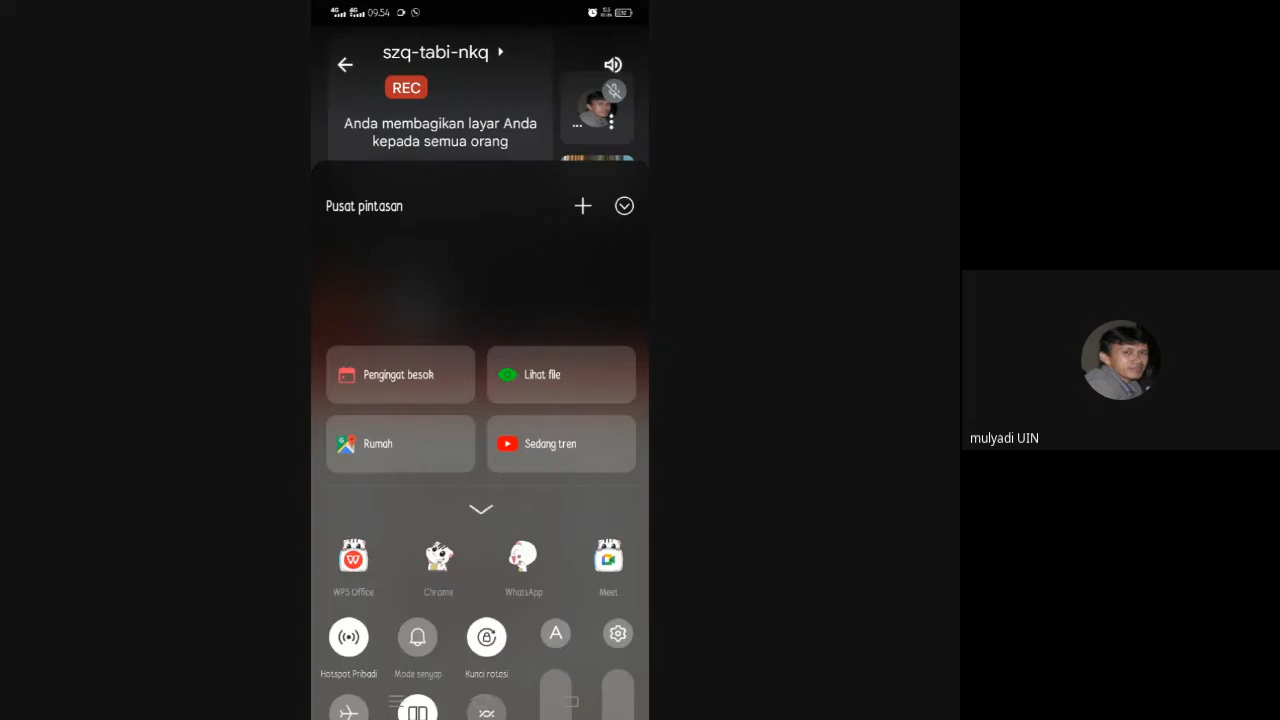 09.54
szq-tabi-nkq
REC
Anda membagikan layar Anda
kepada semua orang
Pusat pintasan
Pengingat besok
Lihat file
Rumah
Sedang tren
WPS Office
Chrome
WhatsApp
Meet
A
Hotspot Pribadi
Mode senyap
Kunci rotasi
mulyadi UIN